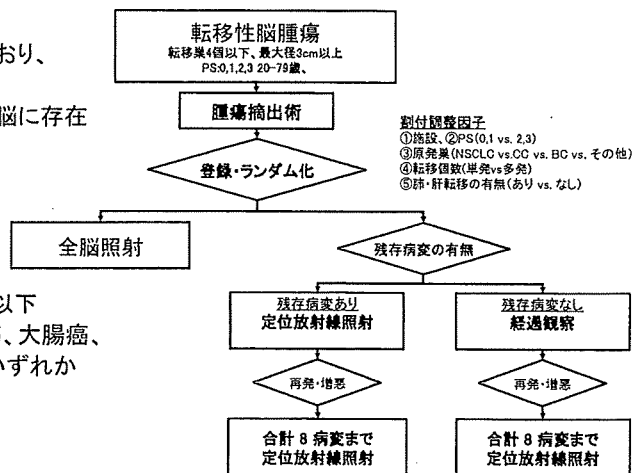 転移性脳腫瘍
転移巣4個以下、最大径3cm以上
PS:0,1,2,3 20-79歳、
おり、
脳に存在
腫瘍摘出術
登録・ランダム化
割付調整因子
①施設、②PS(0,1 vs. 2,3)
③原発巣(NSCLC vs.CC vs. BC vs. その他)
④転移個数(単発vs多発)
⑤肺・肝転移の有無(あり vs. なし)
全脳照射
残存病変の有無
以下
、大腸癌、
いずれか
残存病変あり
定位放射線照射
残存病変なし
経過観察
再発・増悪
再発・増悪
合計 8 病変まで
定位放射線照射
合計 8 病変まで
定位放射線照射